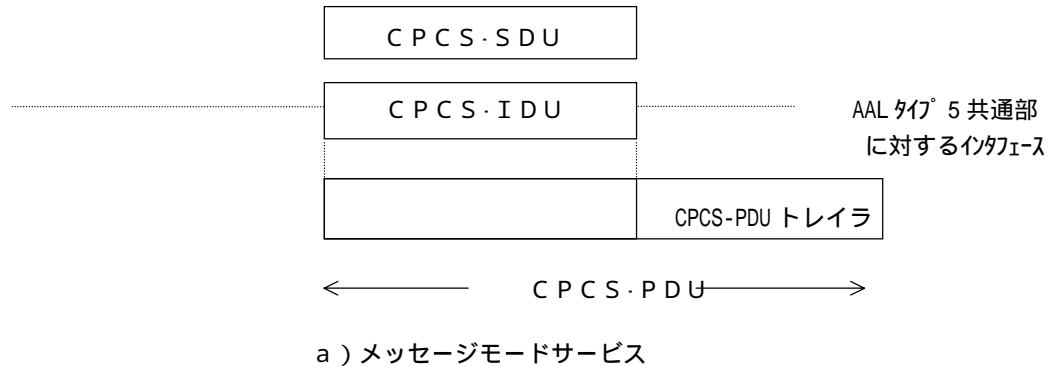 ＣＰＣＳ‐ＳＤＵ
ＣＰＣＳ‐ＩＤＵ
AAL ﾀｲﾌﾟ 5 共通部
に対するｲﾝﾀﾌｪｰｽ
CPCS-PDU トレイラ
ＣＰＣＳ‐ＰＤＵ
ａ）メッセージモードサービス